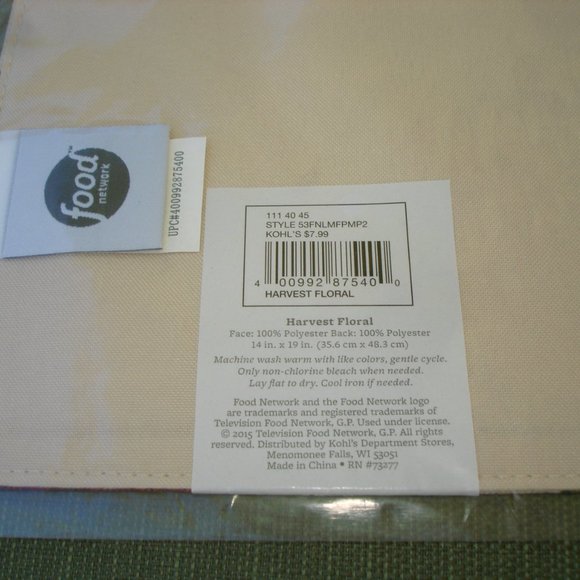 food™
network
UPC#400992875400
111 40 45
STYLE 53FNLMFPMP2
KOHL'S $7.99
4 00992 87540 0
HARVEST FLORAL
Harvest Floral
Face: 100% Polyester Back: 100% Polyester
14 in. x 19 in. (35.6 cm x 48.3 cm)
Machine wash warm with like colors, gentle cycle.
Only non-chlorine bleach when needed.
Lay flat to dry. Cool iron if needed.
Food Network and the Food Network logo
are trademarks and registered trademarks of
Television Food Network, G.P. Used under license.
© 2015 Television Food Network, G.P. All rights
reserved. Distributed by Kohl's Department Stores,
Menomonee Falls, WI 53051
Made in China • RN #73277